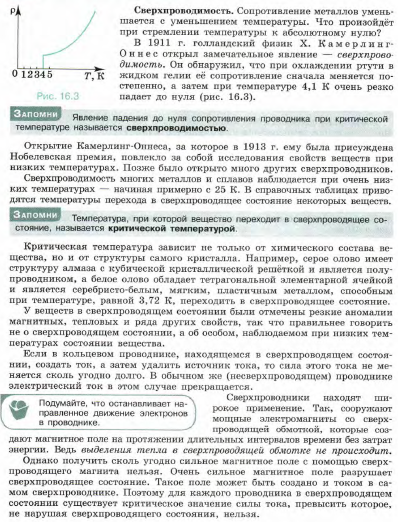 ρ
0 1 2 3 4 5 T, K
Рис. 16.3
Сверхпроводимость. Сопротивление металлов умень-
шается с уменьшением температуры. Что произойдёт
при стремлении температуры к абсолютному нулю?
В 1911 г. голландский физик Х. Камерлинг-
Оннес открыл замечательное явление — сверхпрово-
димость. Он обнаружил, что при охлаждении ртути в
жидком гелии её сопротивление сначала меняется по-
степенно, а затем при температуре 4,1 К очень резко
падает до нуля (рис. 16.3).
ЗАПОМНИ
Явление падения до нуля сопротивления проводника при критической
температуре называется сверхпроводимостью.
Открытие Камерлинг-Оннеса, за которое в 1913 г. ему была присуждена
Нобелевская премия, повлекло за собой исследования свойств веществ при
низких температурах. Позже было открыто много других сверхпроводников.
Сверхпроводимость многих металлов и сплавов наблюдается при очень низ-
ких температурах — начиная примерно с 25 К. В справочных таблицах приво-
дятся температуры перехода в сверхпроводящее состояние некоторых веществ.
ЗАПОМНИ
Температура, при которой вещество переходит в сверхпроводящее со-
стояние, называется критической температурой.
Критическая температура зависит не только от химического состава ве-
щества, но и от структуры самого кристалла. Например, серое олово имеет
структуру алмаза с кубической кристаллической решёткой и является полу-
проводником, а белое олово обладает тетрагональной элементарной ячейкой
и является серебристо-белым, мягким, пластичным металлом, способным
при температуре, равной 3,72 К, переходить в сверхпроводящее состояние.
У веществ в сверхпроводящем состоянии были отмечены резкие аномалии
магнитных, тепловых и ряда других свойств, так что правильнее говорить
не о сверхпроводящем состоянии, а об особом, наблюдаемом при низких тем-
пературах состоянии вещества.
Если в кольцевом проводнике, находящемся в сверхпроводящем состоя-
нии, создать ток, а затем удалить источник тока, то сила этого тока не ме-
няется сколь угодно долго. В обычном же (несверхпроводящем) проводнике
электрический ток в этом случае прекращается.
Подумайте, что останавливает на-
правленное движение электронов
в проводнике.
Сверхпроводники находят ши-
рокое применение. Так, сооружают
мощные электромагниты со сверх-
проводящей обмоткой, которые соз-
дают магнитное поле на протяжении длительных интервалов времени без затрат
энергии. Ведь выделения тепла в сверхпроводящей обмотке не происходит.
Однако получить сколь угодно сильное магнитное поле с помощью сверх-
проводящего магнита нельзя. Очень сильное магнитное поле разрушает
сверхпроводящее состояние. Такое поле может быть создано и током в са-
мом сверхпроводнике. Поэтому для каждого проводника в сверхпроводящем
состоянии существует критическое значение силы тока, превысить которое,
не нарушая сверхпроводящего состояния, нельзя.